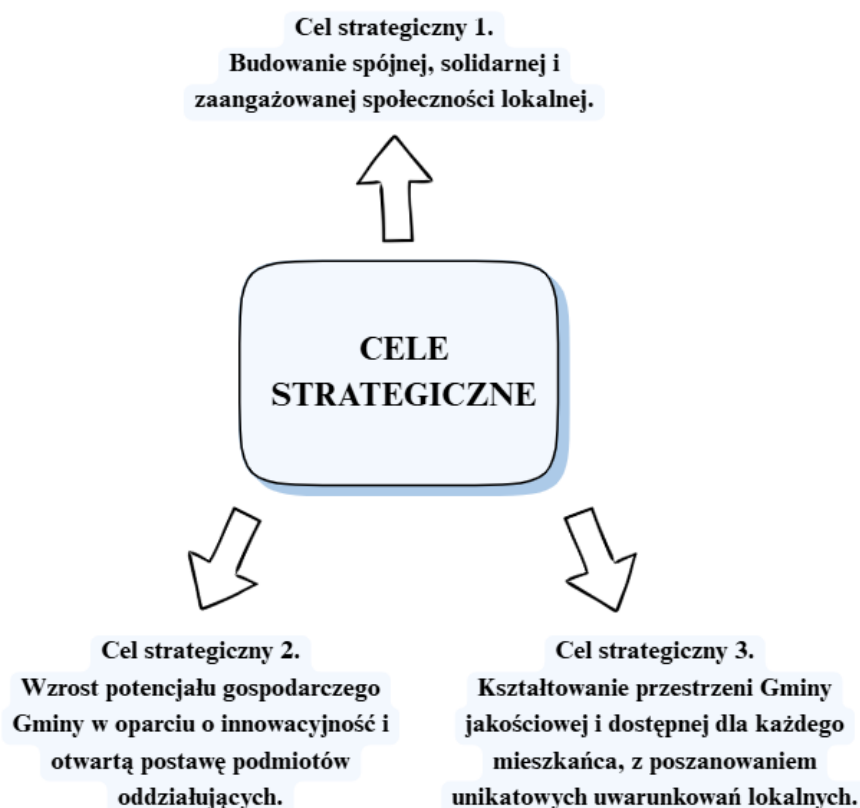 Cel strategiczny 1.
Budowanie spójnej, solidarnej i
zaangażowanej społeczności lokalnej.
CELE
STRATEGICZNE
Cel strategiczny 2.
Wzrost potencjału gospodarczego
Gminy w oparciu o innowacyjność i
otwartą postawę podmiotów
oddziałujących.
Cel strategiczny 3.
Kształtowanie przestrzeni Gminy
jakościowej i dostępnej dla każdego
mieszkańca, z poszanowaniem
unikatowych uwarunkowań lokalnych.